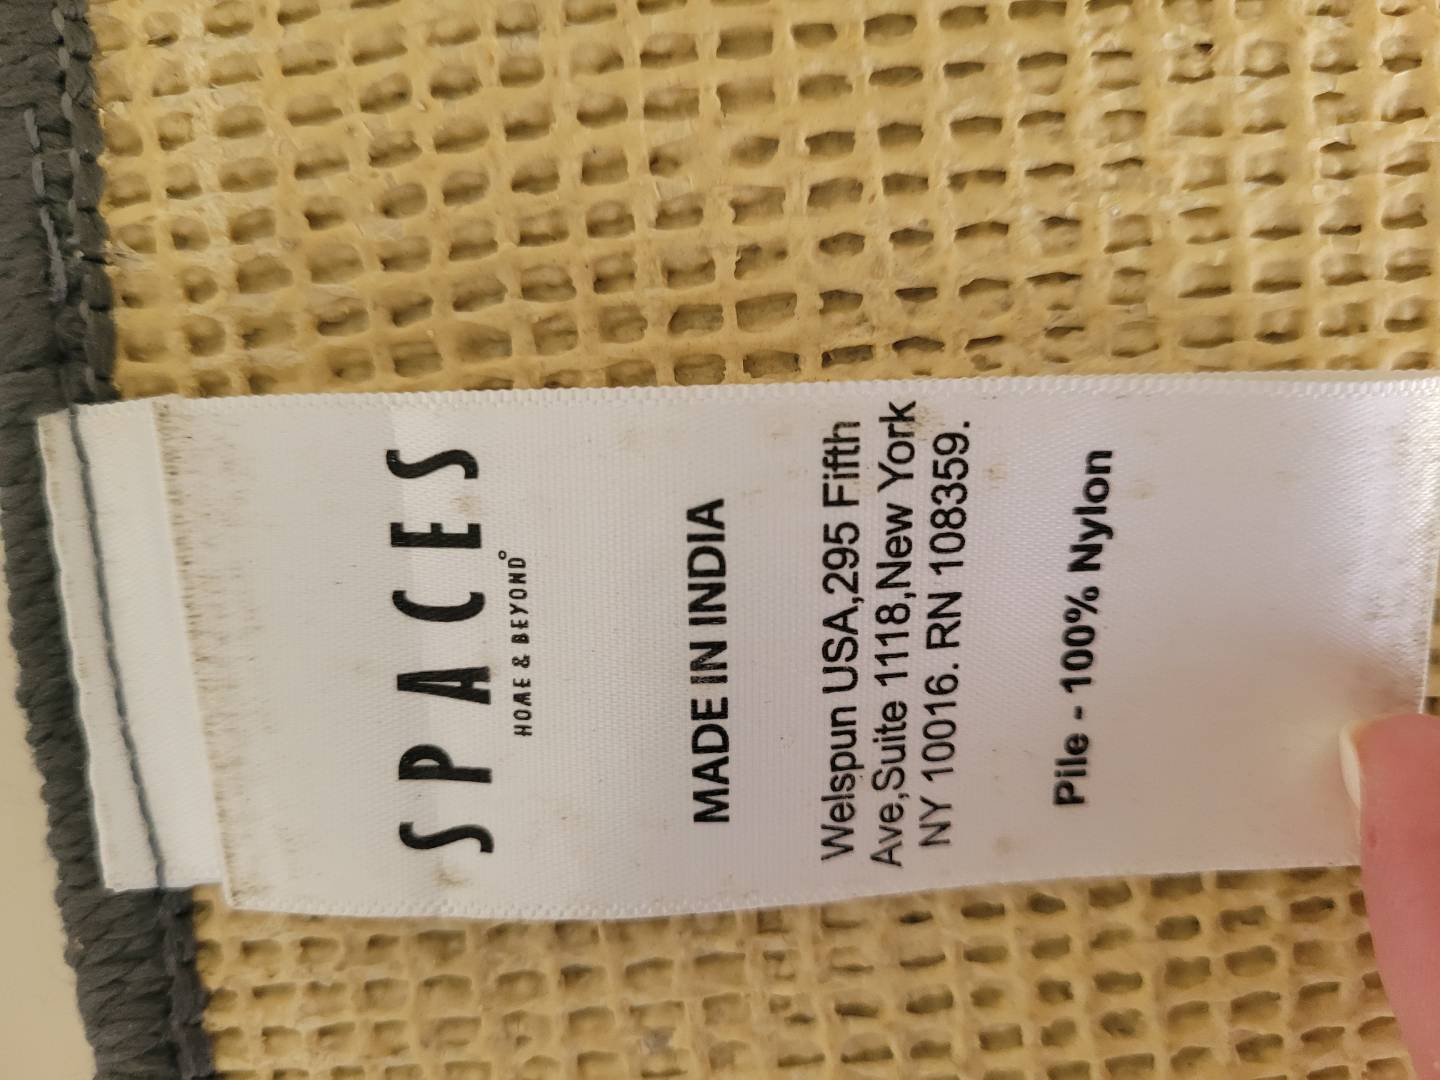 SPACES
HOME & BEYOND
MADE IN INDIA
Welspun USA,295 Fifth
Ave,Suite 1118,New York
NY 10016. RN 108359.
Pile - 100% Nylon